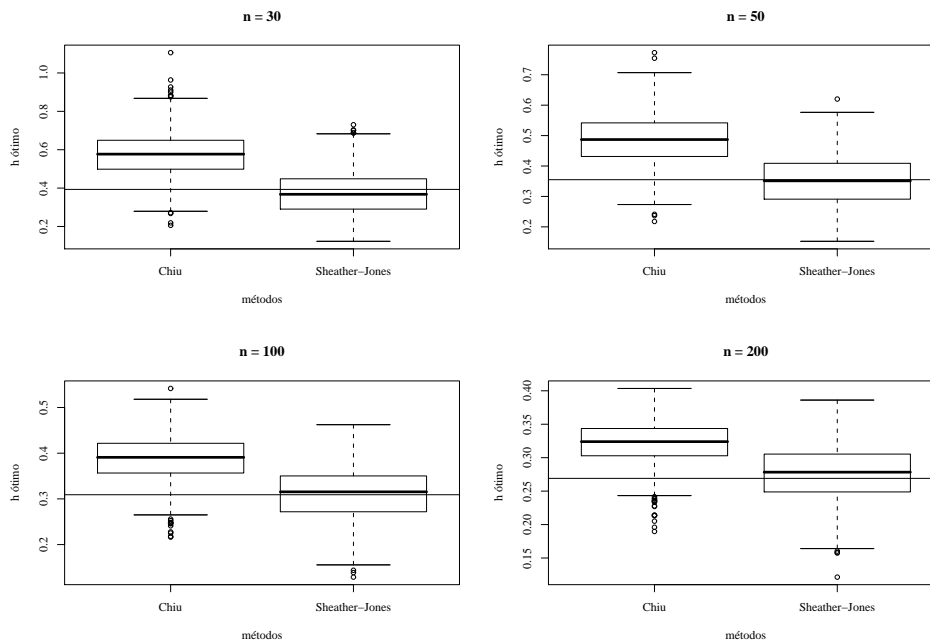 n = 30
h ótimo
1.0
0.8
0.6
0.4
0.2
Chiu
Sheather−Jones
métodos
n = 50
h ótimo
0.7
0.6
0.5
0.4
0.3
0.2
Chiu
Sheather−Jones
métodos
n = 100
h ótimo
0.5
0.4
0.3
0.2
Chiu
Sheather−Jones
métodos
n = 200
h ótimo
0.40
0.35
0.30
0.25
0.20
0.15
Chiu
Sheather−Jones
métodos